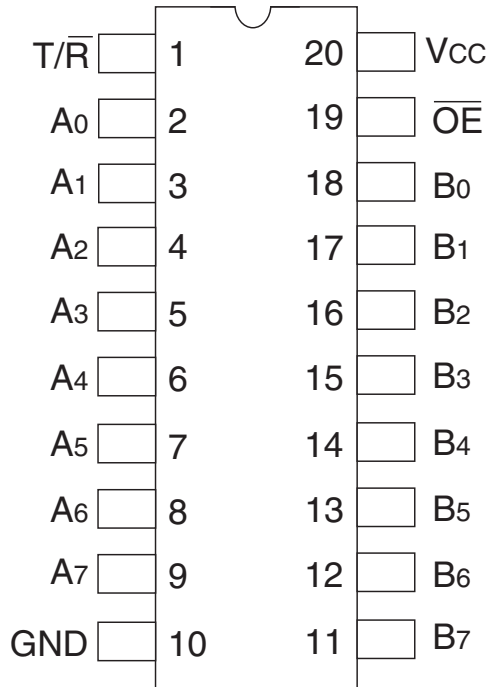 T/R̅ 1 20 VCC
A0 2 19 O̅E̅
A1 3 18 B0
A2 4 17 B1
A3 5 16 B2
A4 6 15 B3
A5 7 14 B4
A6 8 13 B5
A7 9 12 B6
GND 10 11 B7